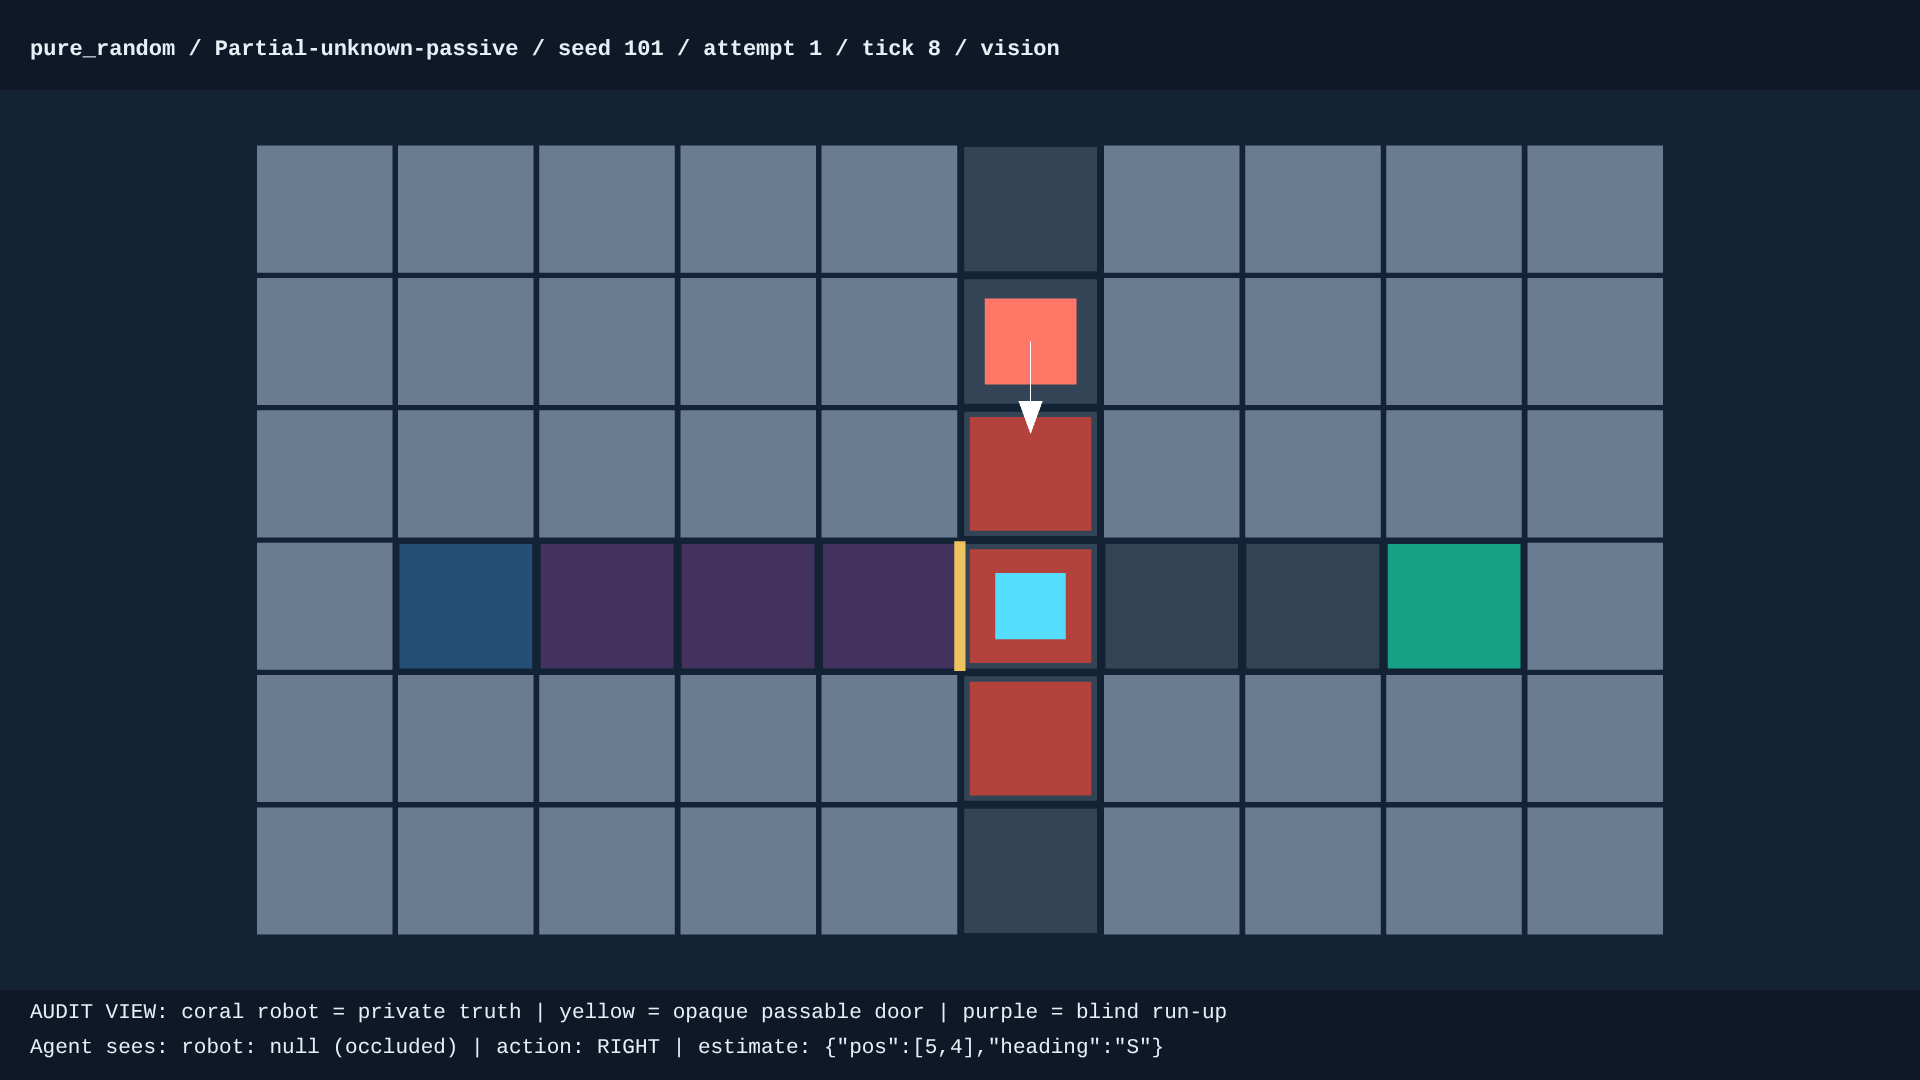 pure_random / Partial-unknown-passive / seed 101 / attempt 1 / tick 8 / vision
AUDIT VIEW: coral robot = private truth | yellow = opaque passable door | purple = blind run-up
Agent sees: robot: null (occluded) | action: RIGHT | estimate: {"pos":[5,4],"heading":"S"}